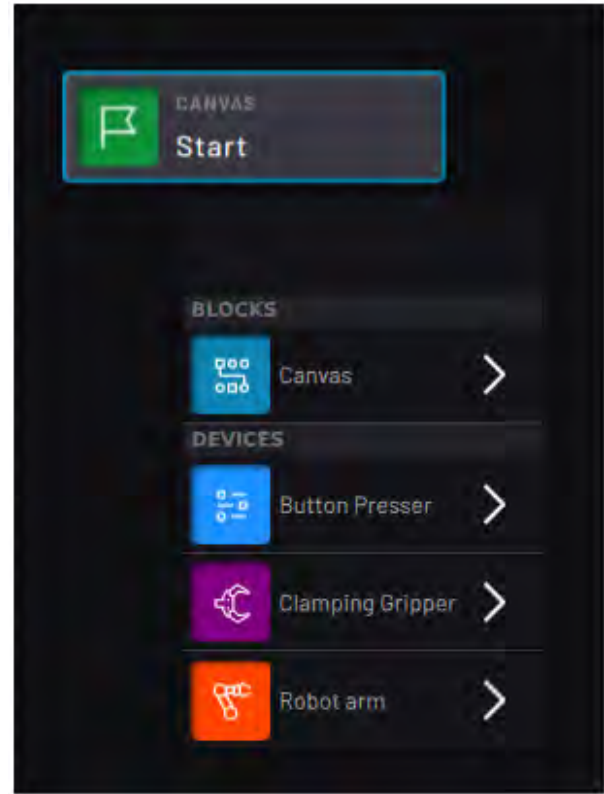 CANVAS
Start
BLOCKS
Canvas
DEVICES
Button Presser
Clamping Gripper
Robot arm